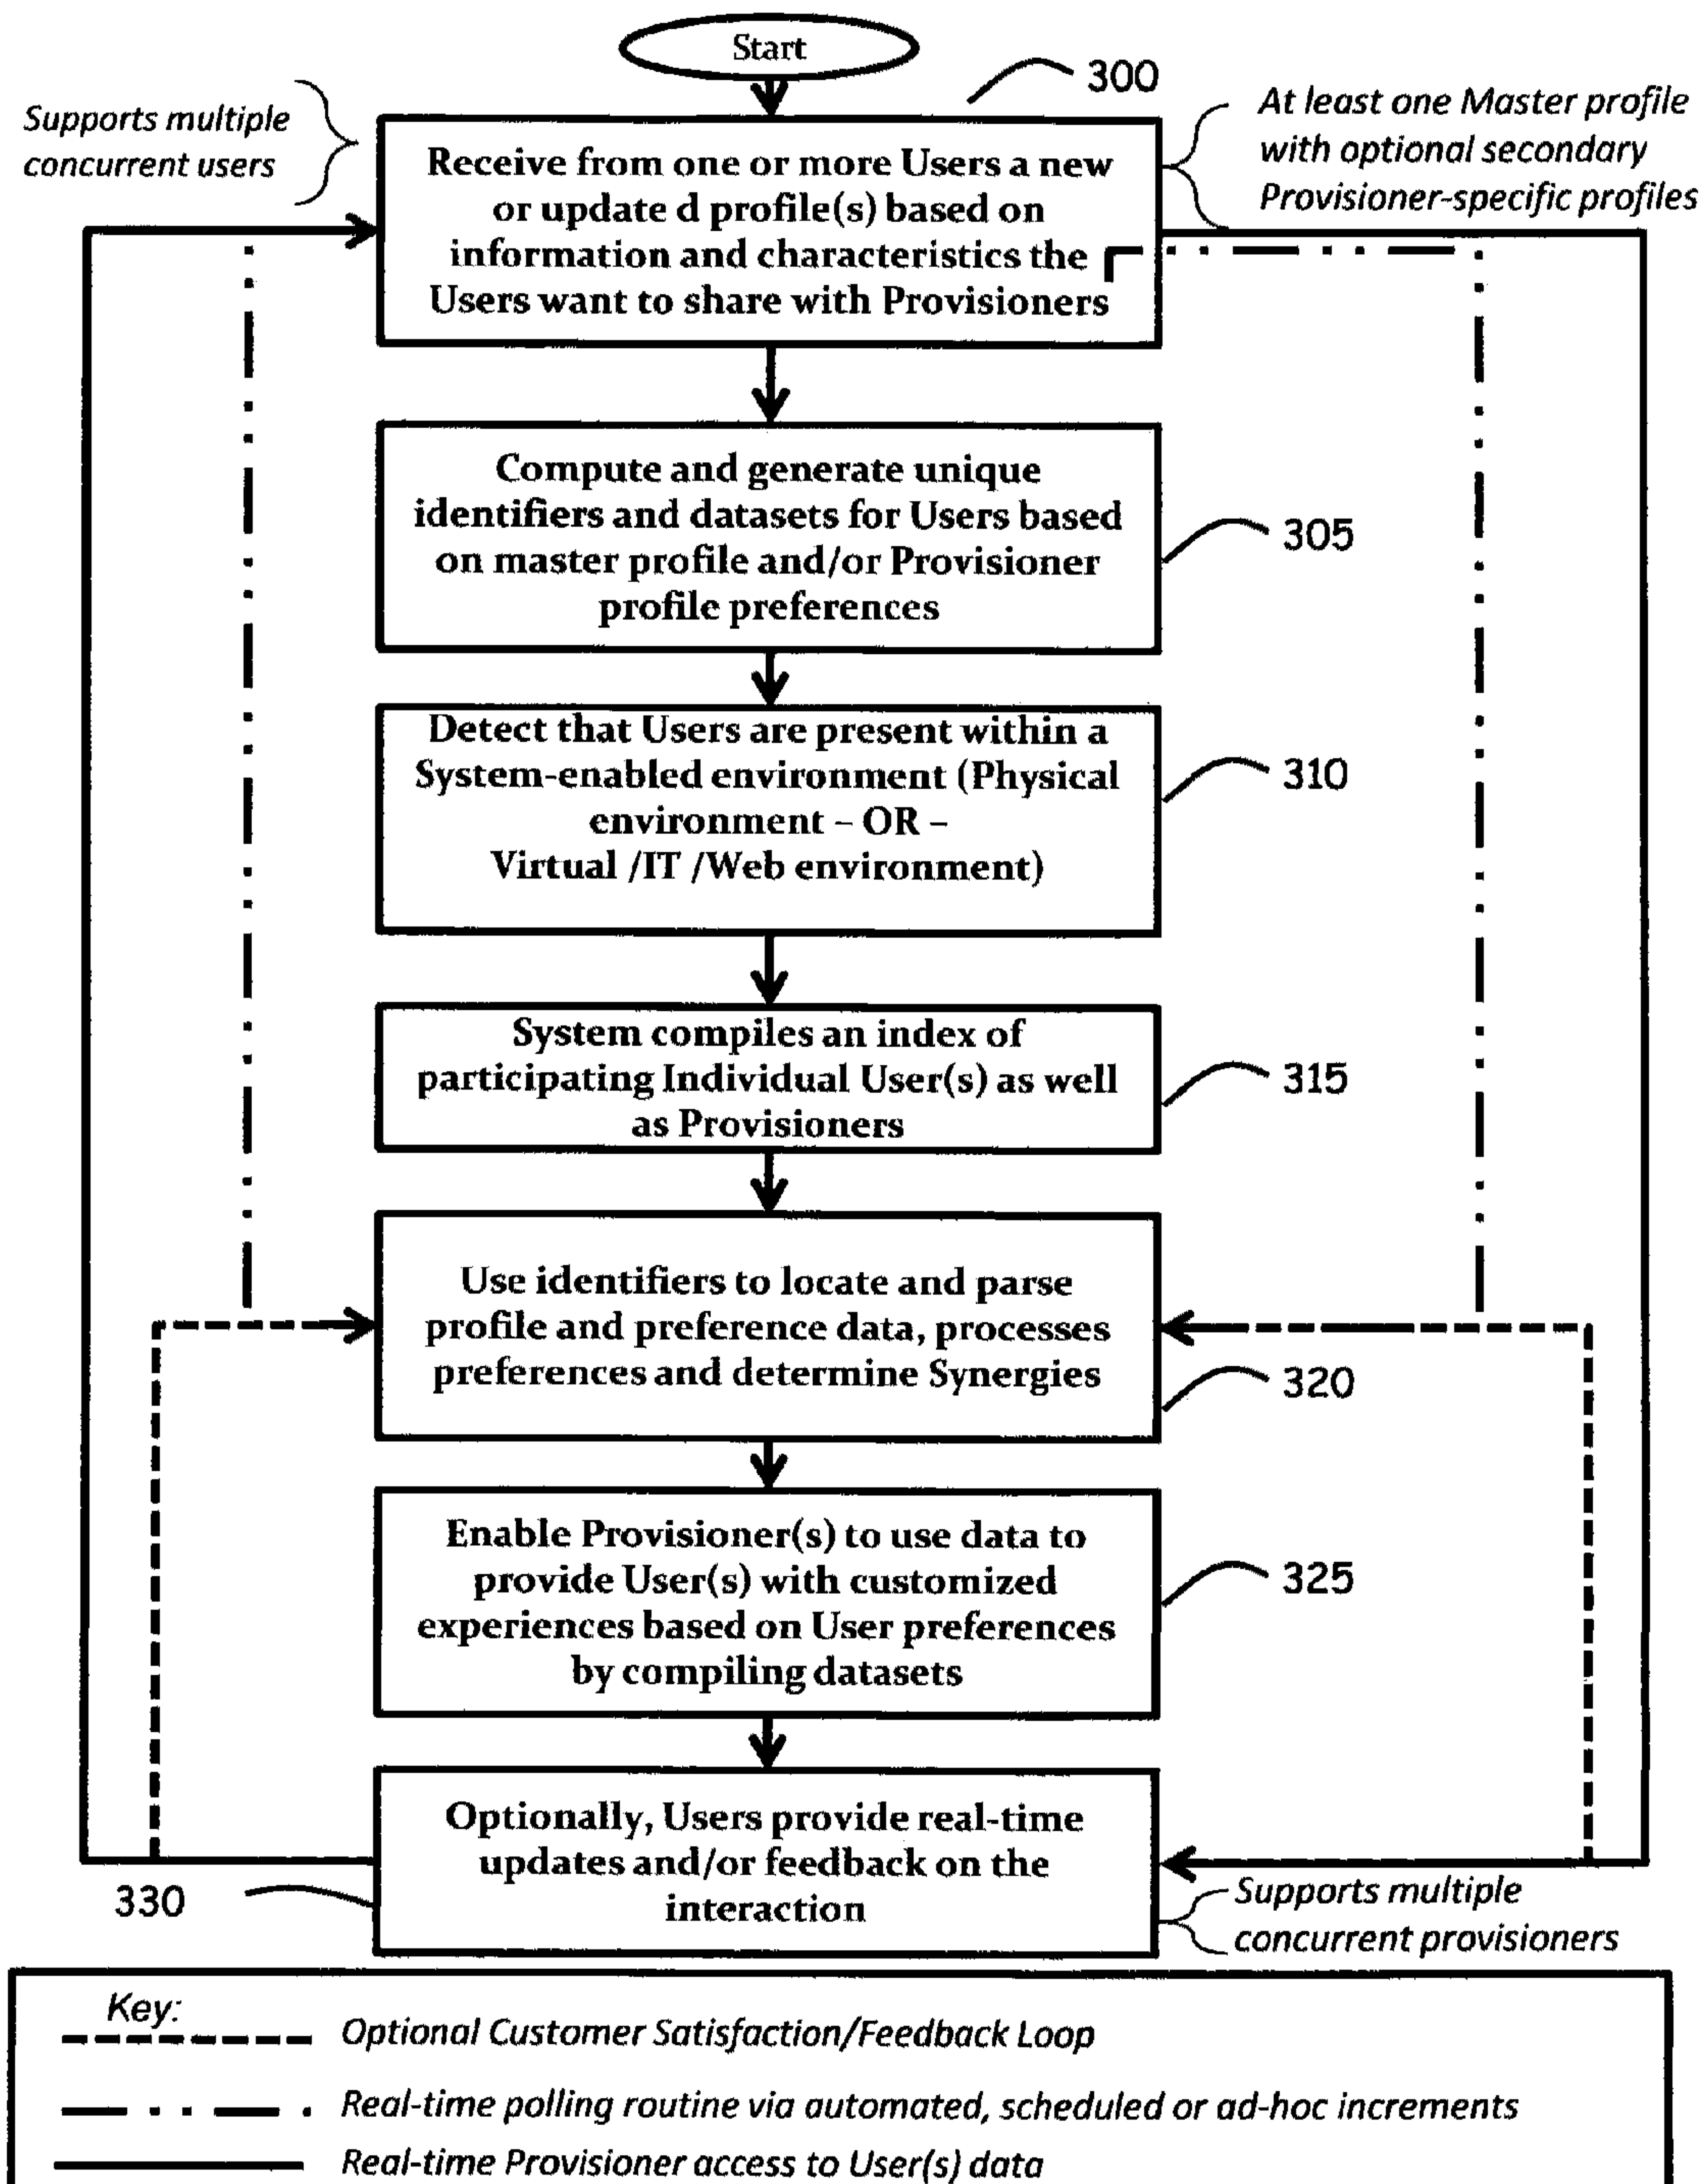 Start
300
Supports multiple
concurrent users
At least one Master profile
with optional secondary
Provisioner-specific profiles
Receive from one or more Users a new
or update d profile(s) based on
information and characteristics the
Users want to share with Provisioners
Compute and generate unique
identifiers and datasets for Users based
on master profile and/or Provisioner
profile preferences
305
Detect that Users are present within a
System-enabled environment (Physical
environment – OR –
Virtual /IT /Web environment)
310
System compiles an index of
participating Individual User(s) as well
as Provisioners
315
Use identifiers to locate and parse
profile and preference data, processes
preferences and determine Synergies
320
Enable Provisioner(s) to use data to
provide User(s) with customized
experiences based on User preferences
by compiling datasets
325
Optionally, Users provide real-time
updates and/or feedback on the
interaction
330
Supports multiple
concurrent provisioners
Key:
Optional Customer Satisfaction/Feedback Loop
Real-time polling routine via automated, scheduled or ad-hoc increments
Real-time Provisioner access to User(s) data